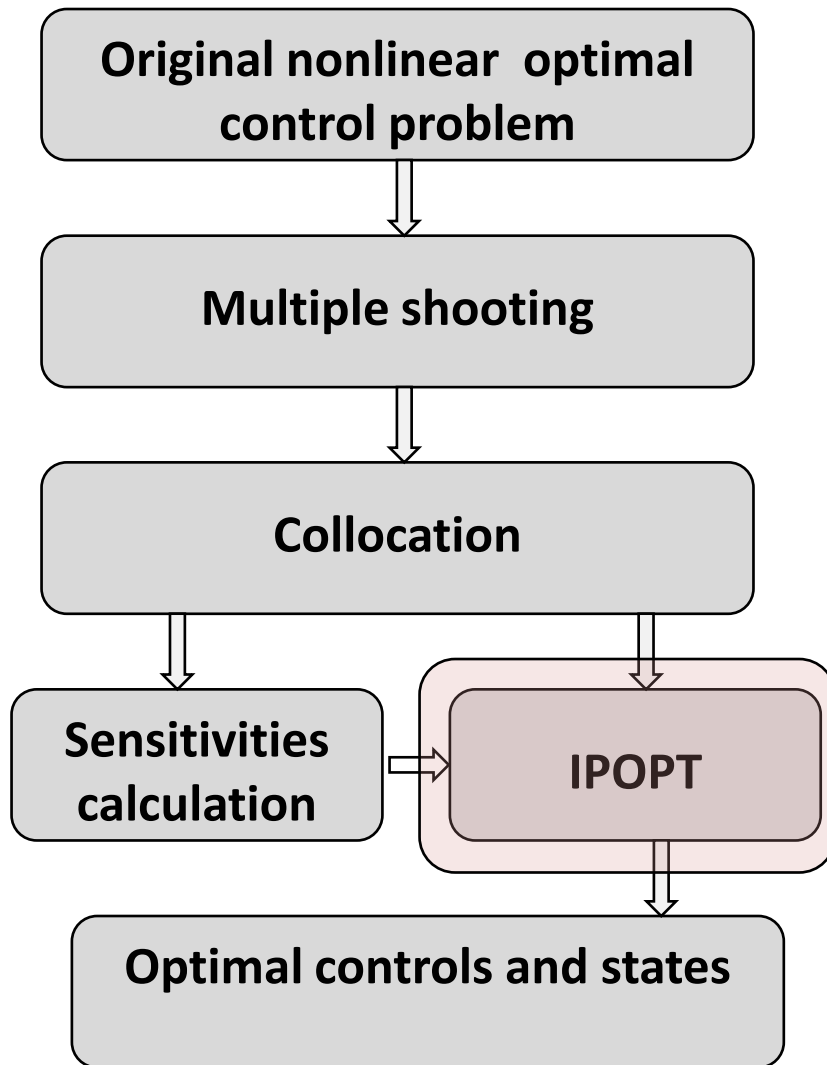 Original nonlinear optimal
control problem
Multiple shooting
Collocation
Sensitivities
calculation
IPOPT
Optimal controls and states